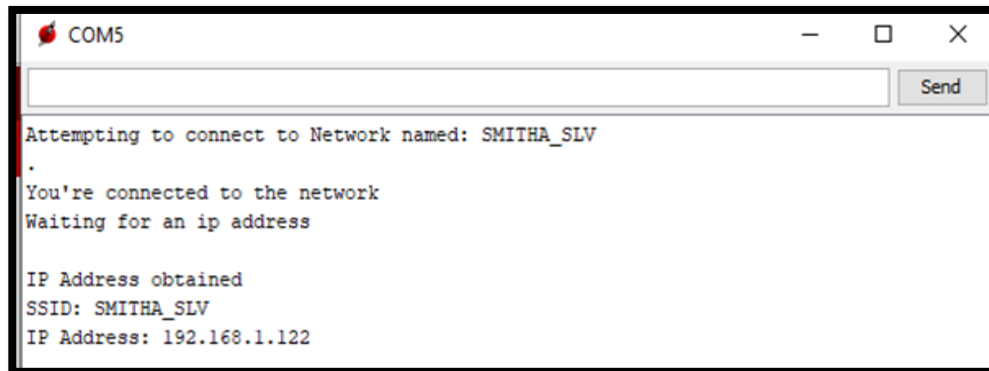 COM5
Send
Attempting to connect to Network named: SMITHA_SLV
.
You're connected to the network
Waiting for an ip address
IP Address obtained
SSID: SMITHA_SLV
IP Address: 192.168.1.122